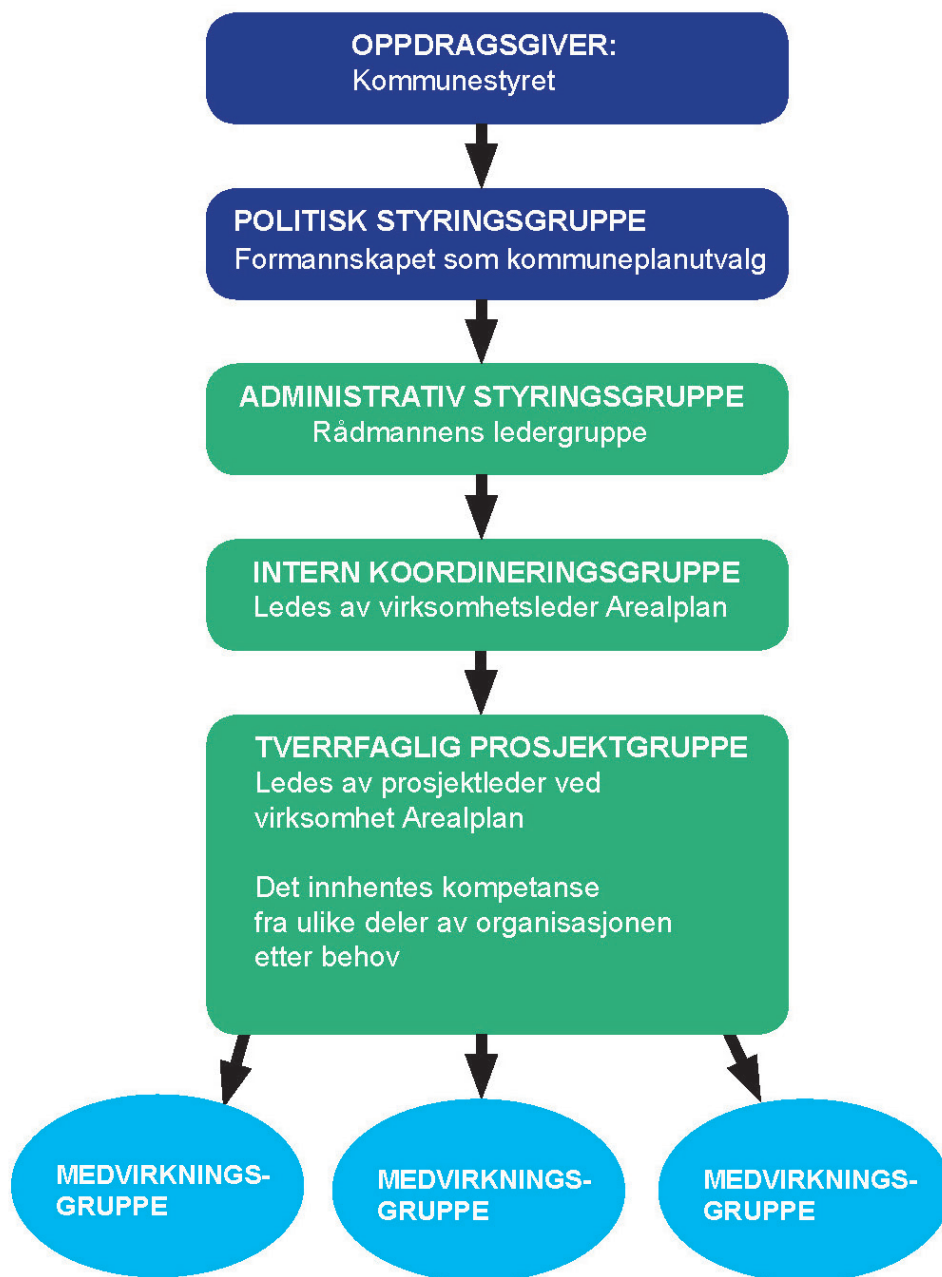 OPPDRAGSGIVER:
Kommunestyret
POLITISK STYRINGSGRUPPE
Formannskapet som kommuneplanutvalg
ADMINISTRATIV STYRINGSGRUPPE
Rådmannens ledergruppe
INTERN KOORDINERINGSGRUPPE
Ledes av virksomhetsleder Arealplan
TVERRFAGLIG PROSJEKTGRUPPE
Ledes av prosjektleder ved
virksomhet Arealplan
Det innhentes kompetanse
fra ulike deler av organisasjonen
etter behov
MEDVIRKNINGS-
GRUPPE
MEDVIRKNINGS-
GRUPPE
MEDVIRKNINGS-
GRUPPE